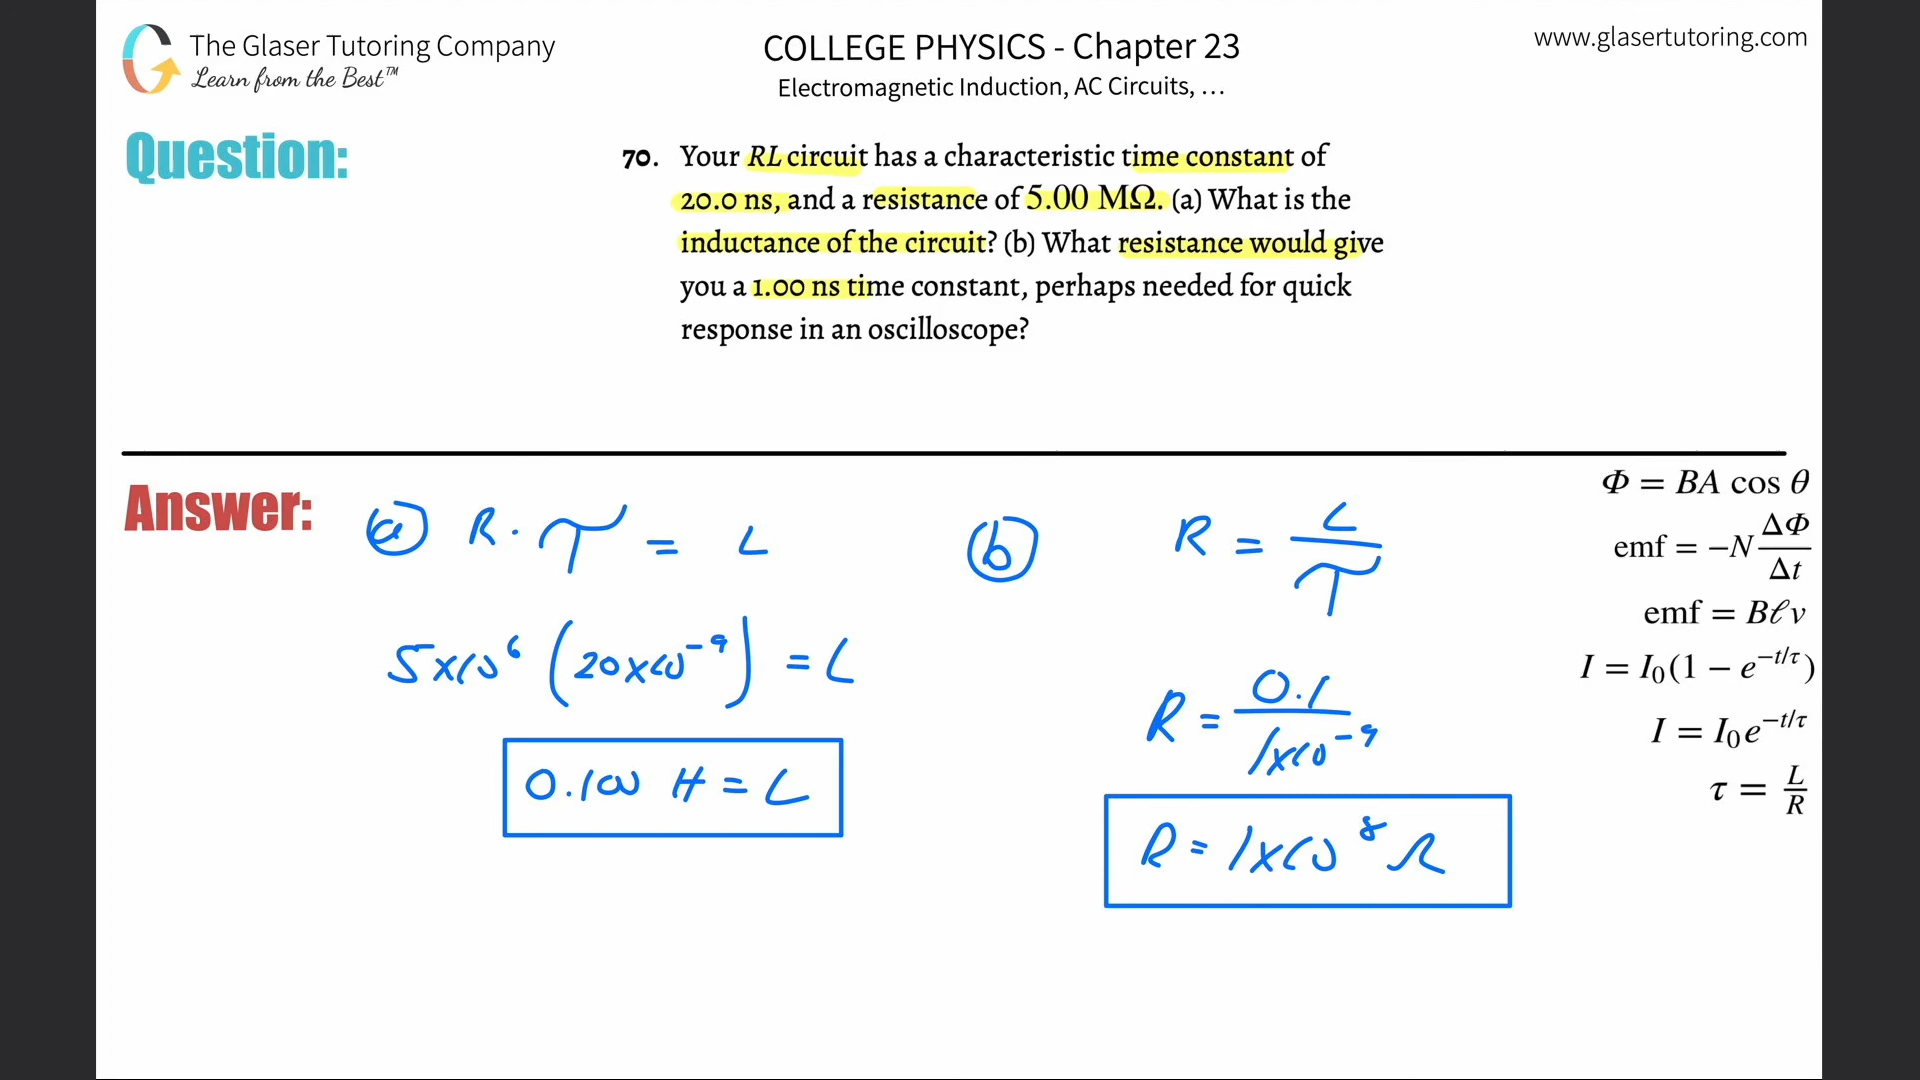 The Glaser Tutoring Company
Learn from the Best™
COLLEGE PHYSICS - Chapter 23
Electromagnetic Induction, AC Circuits, …
www.glasertutoring.com
Question:
70. Your RL circuit has a characteristic time constant of
20.0 ns, and a resistance of 5.00 MΩ. (a) What is the
inductance of the circuit? (b) What resistance would give
you a 1.00 ns time constant, perhaps needed for quick
response in an oscilloscope?
Answer:
(a) R · τ = L
5x10⁶ (20x10⁻⁹) = L
0.100 H = L
(b) R = L/τ
R = 0.1/1x10⁻⁹
R = 1x10⁸ Ω
Φ = BA cos θ
emf = −N ΔΦ/Δt
emf = Bℓv
I = I₀(1 − e^(−t/τ))
I = I₀e^(−t/τ)
τ = L/R